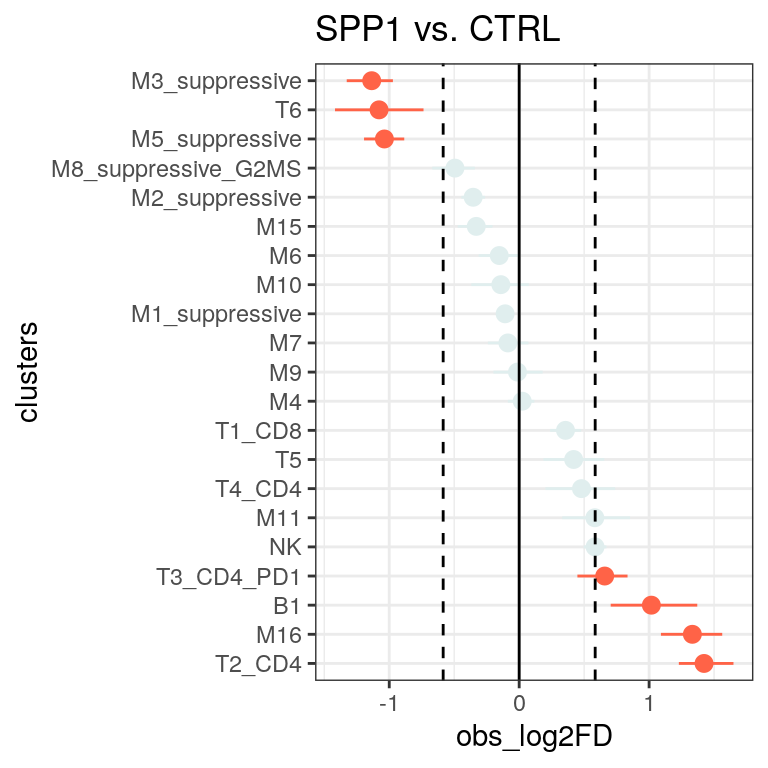 SPP1 vs. CTRL
M3_suppressive
T6
M5_suppressive
M8_suppressive_G2MS
M2_suppressive
M15
M6
M10
M1_suppressive
M7
M9
M4
T1_CD8
T5
T4_CD4
M11
NK
T3_CD4_PD1
B1
M16
T2_CD4
clusters
-1 0 1
obs_log2FD